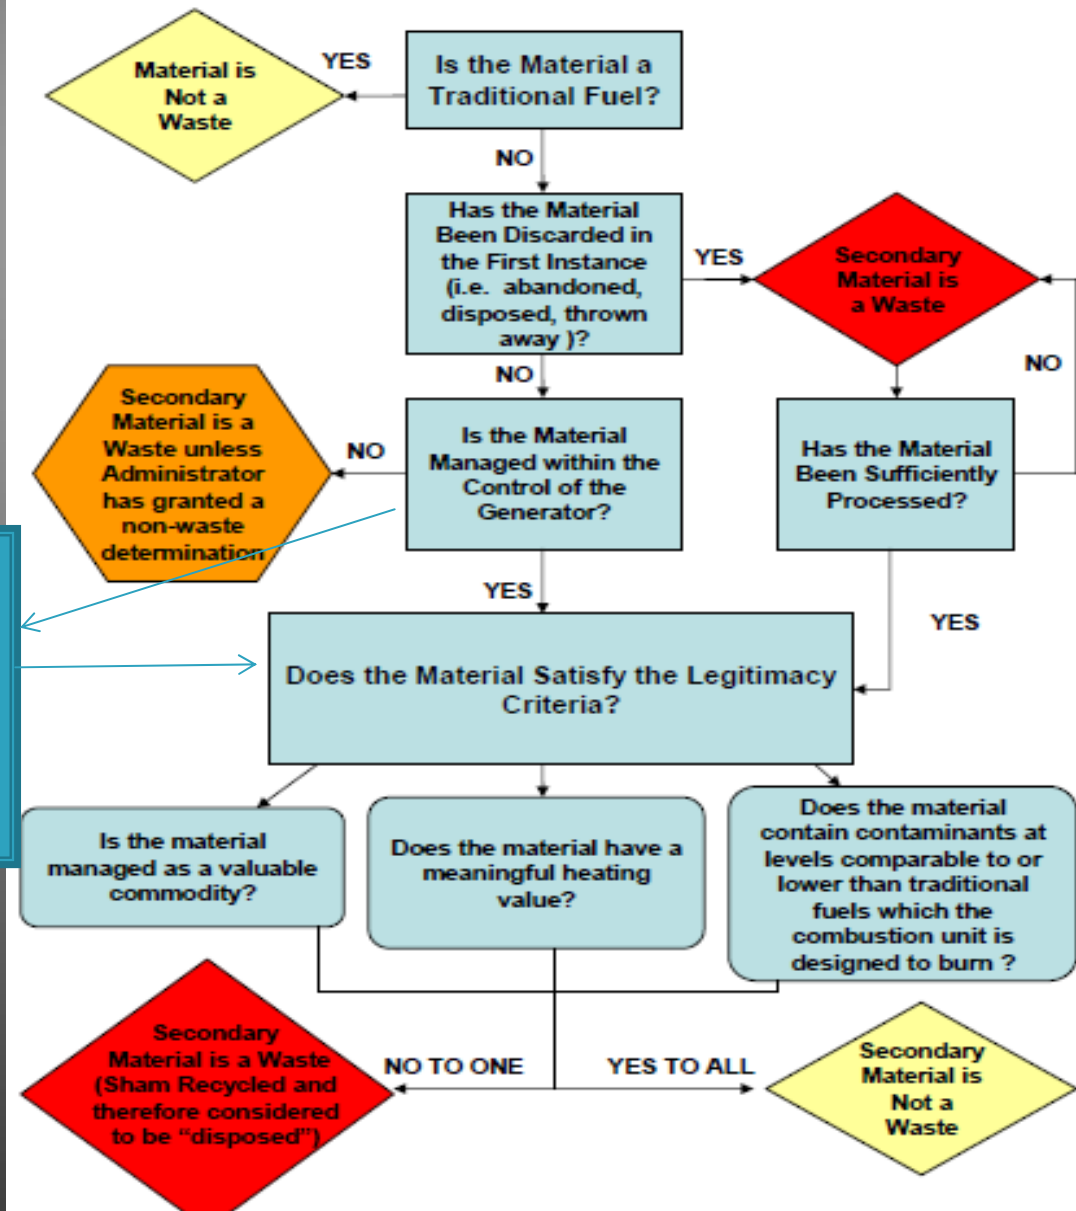 Material is
Not a
Waste
YES
Is the Material a
Traditional Fuel?
NO
Has the Material
Been Discarded in
the First Instance
(i.e. abandoned,
disposed, thrown
away )?
YES
Secondary
Material is
a Waste
NO
NO
Secondary
Material is a
Waste unless
Administrator
has granted a
non-waste
determination
NO
Is the Material
Managed within the
Control of the
Generator?
Has the Material
Been Sufficiently
Processed?
YES
YES
Does the Material Satisfy the Legitimacy
Criteria?
Is the material
managed as a valuable
commodity?
Does the material have a
meaningful heating
value?
Does the material
contain contaminants at
levels comparable to or
lower than traditional
fuels which the
combustion unit is
designed to burn ?
Secondary
Material is a Waste
(Sham Recycled and
therefore considered
to be “disposed”)
NO TO ONE
YES TO ALL
Secondary
Material is
Not a
Waste